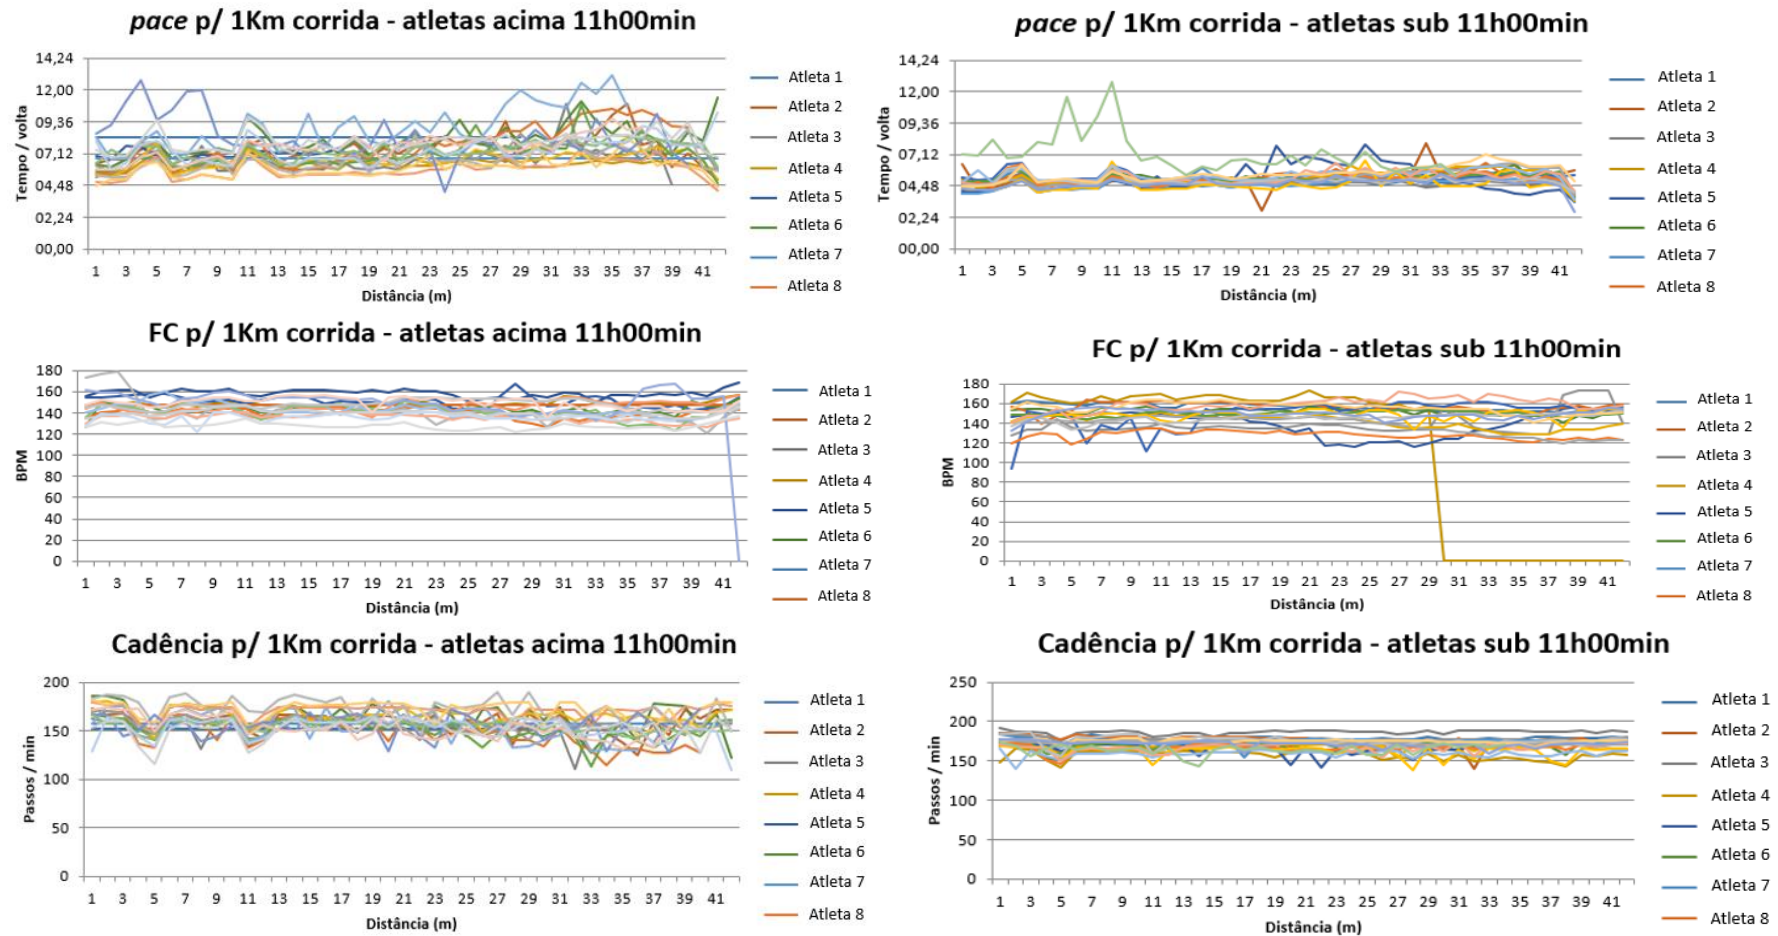 pace p/ 1Km corrida - atletas acima 11h00min
Tempo / volta
14,24
12,00
09,36
07,12
04,48
02,24
00,00
1 3 5 7 9 11 13 15 17 19 21 23 25 27 29 31 33 35 37 39 41
Distância (m)
Atleta 1
Atleta 2
Atleta 3
Atleta 4
Atleta 5
Atleta 6
Atleta 7
Atleta 8
pace p/ 1Km corrida - atletas sub 11h00min
Tempo / volta
14,24
12,00
09,36
07,12
04,48
02,24
00,00
1 3 5 7 9 11 13 15 17 19 21 23 25 27 29 31 33 35 37 39 41
Distância (m)
Atleta 1
Atleta 2
Atleta 3
Atleta 4
Atleta 5
Atleta 6
Atleta 7
Atleta 8
FC p/ 1Km corrida - atletas acima 11h00min
BPM
180
160
140
120
100
80
60
40
20
0
1 3 5 7 9 11 13 15 17 19 21 23 25 27 29 31 33 35 37 39 41
Distância (m)
Atleta 1
Atleta 2
Atleta 3
Atleta 4
Atleta 5
Atleta 6
Atleta 7
Atleta 8
FC p/ 1Km corrida - atletas sub 11h00min
BPM
180
160
140
120
100
80
60
40
20
0
1 3 5 7 9 11 13 15 17 19 21 23 25 27 29 31 33 35 37 39 41
Distância (m)
Atleta 1
Atleta 2
Atleta 3
Atleta 4
Atleta 5
Atleta 6
Atleta 7
Atleta 8
Cadência p/ 1Km corrida - atletas acima 11h00min
Passos / min
200
150
100
50
0
1 3 5 7 9 11 13 15 17 19 21 23 25 27 29 31 33 35 37 39 41
Distância (m)
Atleta 1
Atleta 2
Atleta 3
Atleta 4
Atleta 5
Atleta 6
Atleta 7
Atleta 8
Cadência p/ 1Km corrida - atletas sub 11h00min
Passos / min
250
200
150
100
50
0
1 3 5 7 9 11 13 15 17 19 21 23 25 27 29 31 33 35 37 39 41
Distância (m)
Atleta 1
Atleta 2
Atleta 3
Atleta 4
Atleta 5
Atleta 6
Atleta 7
Atleta 8